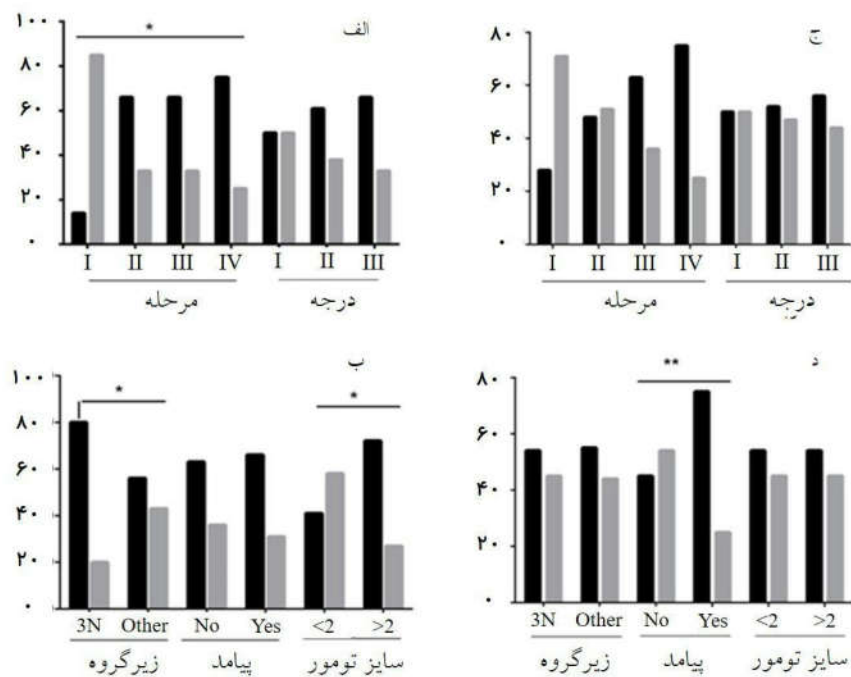 الف
*
۱۰۰
۸۰
۶۰
۴۰
۲۰
۰
I II III IV I II III
مرحله درجه
ج
۸۰
۶۰
۴۰
۲۰
۰
I II III IV I II III
مرحله درجه
ب
* *
۱۰۰
۸۰
۶۰
۴۰
۲۰
۰
3N Other No Yes <2 >2
زیرگروه پیامد سایز تومور
د
**
۸۰
۶۰
۴۰
۲۰
۰
3N Other No Yes <2 >2
زیرگروه پیامد سایز تومور